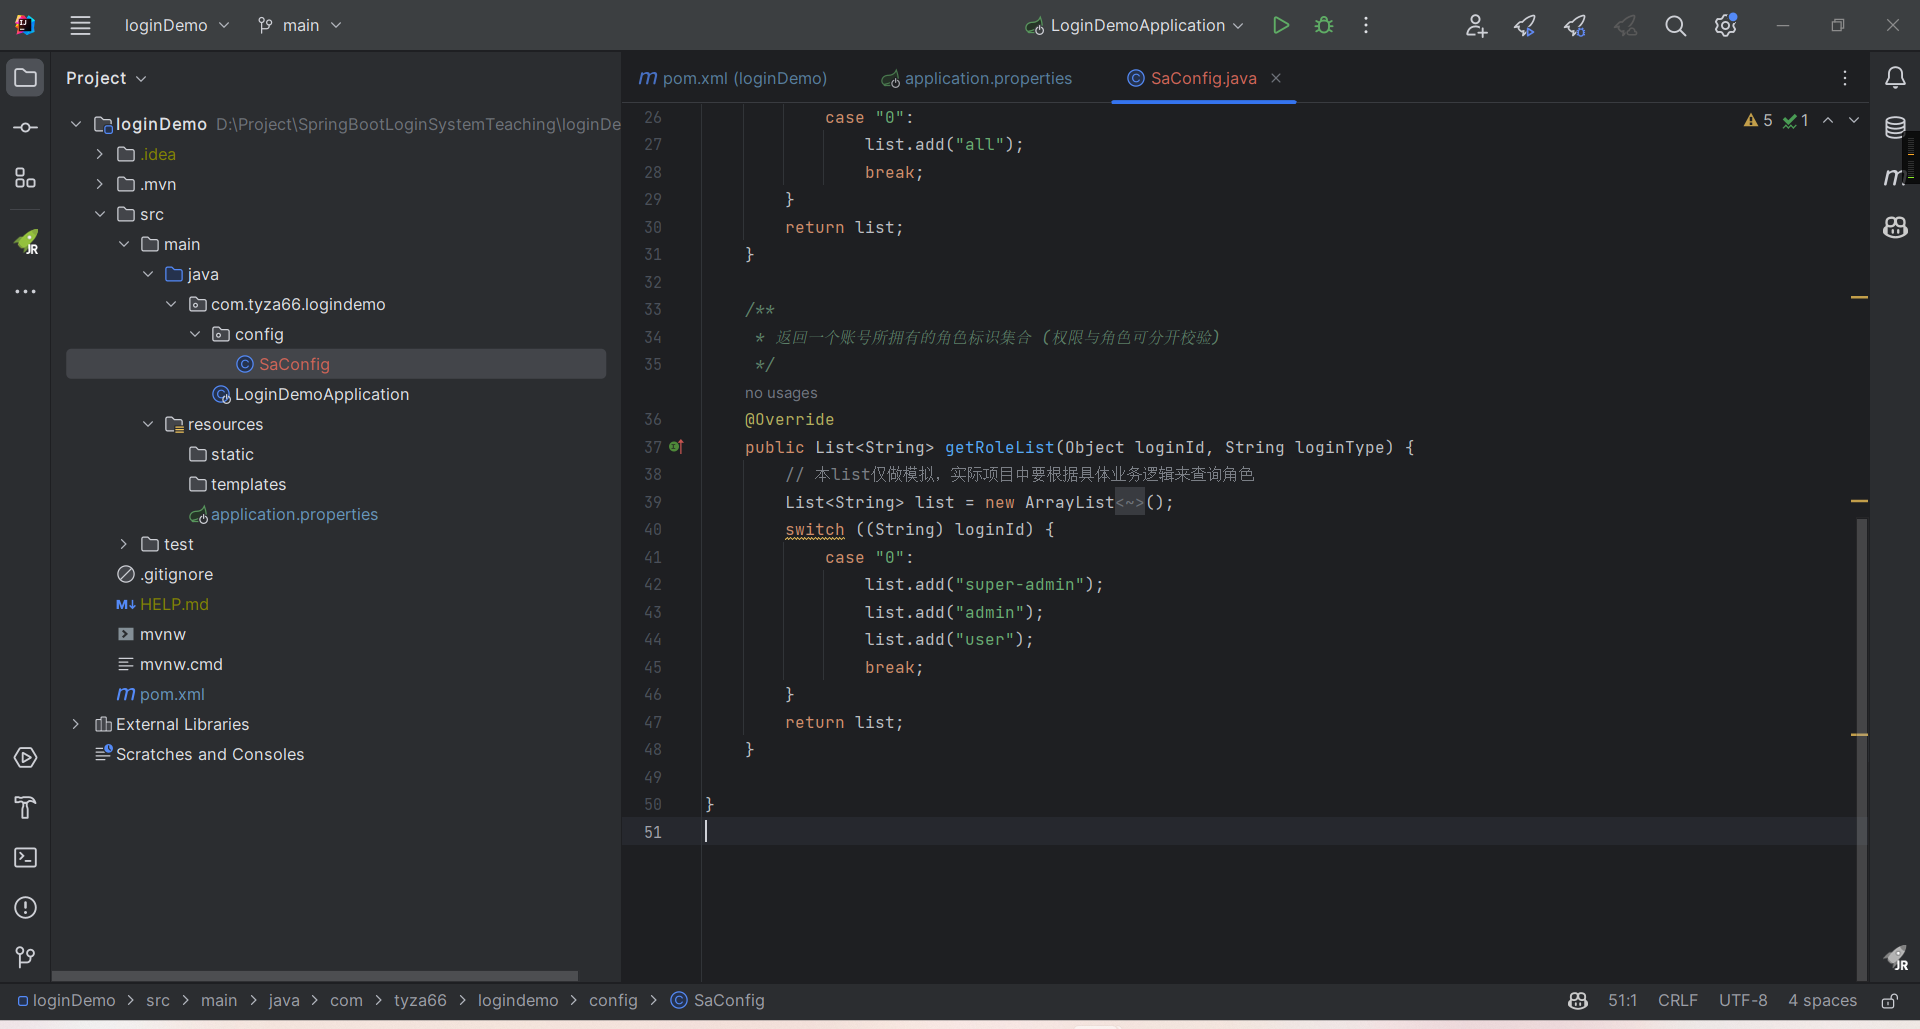 loginDemo main LoginDemoApplication
Project
loginDemo D:\Project\SpringBootLoginSystemTeaching\loginDe
.idea
.mvn
src
main
java
com.tyza66.logindemo
config
SaConfig
LoginDemoApplication
resources
static
templates
application.properties
test
.gitignore
HELP.md
mvnw
mvnw.cmd
pom.xml
External Libraries
Scratches and Consoles
pom.xml (loginDemo) application.properties SaConfig.java
5 1
26 case "0":
27 list.add("all");
28 break;
29 }
30 return list;
31 }
32
33 /**
34 * 返回一个账号所拥有的角色标识集合 (权限与角色可分开校验)
35 */
no usages
36 @Override
37 public List<String> getRoleList(Object loginId, String loginType) {
38 // 本list仅做模拟，实际项目中要根据具体业务逻辑来查询角色
39 List<String> list = new ArrayList<~>();
40 switch ((String) loginId) {
41 case "0":
42 list.add("super-admin");
43 list.add("admin");
44 list.add("user");
45 break;
46 }
47 return list;
48 }
49
50 }
51
loginDemo > src > main > java > com > tyza66 > logindemo > config > SaConfig
51:1 CRLF UTF-8 4 spaces